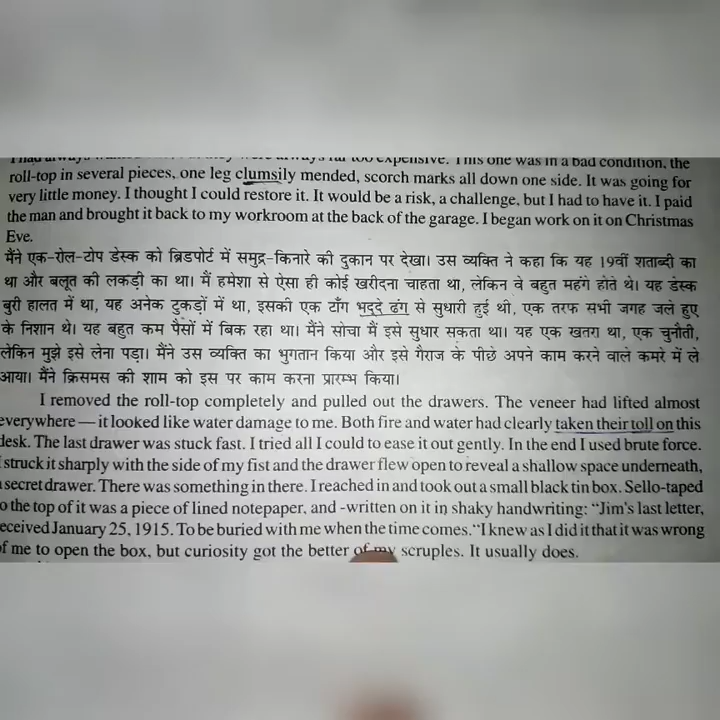 always far too expensive. This one was in a bad condition, the
roll-top in several pieces, one leg clumsily mended, scorch marks all down one side. It was going for
very little money. I thought I could restore it. It would be a risk, a challenge, but I had to have it. I paid
the man and brought it back to my workroom at the back of the garage. I began work on it on Christmas
Eve.
मैंने एक-रोल-टोप डेस्क को ब्रिडपोर्ट में समुद्र-किनारे की दुकान पर देखा। उस व्यक्ति ने कहा कि यह 19वीं शताब्दी का
था और बलूत की लकड़ी का था। मैं हमेशा से ऐसा ही कोई खरीदना चाहता था, लेकिन वे बहुत महंगे होते थे। यह डेस्क
बुरी हालत में था, यह अनेक टुकड़ों में था, इसकी एक टाँग भद्दे ढंग से सुधारी हुई थी, एक तरफ सभी जगह जले हुए
के निशान थे। यह बहुत कम पैसों में बिक रहा था। मैंने सोचा मैं इसे सुधार सकता था। यह एक खतरा था, एक चुनौती,
लेकिन मुझे इसे लेना पड़ा। मैंने उस व्यक्ति का भुगतान किया और इसे गैराज के पीछे अपने काम करने वाले कमरे में ले
आया। मैंने क्रिसमस की शाम को इस पर काम करना प्रारम्भ किया।
I removed the roll-top completely and pulled out the drawers. The veneer had lifted almost
everywhere — it looked like water damage to me. Both fire and water had clearly taken their toll on this
desk. The last drawer was stuck fast. I tried all I could to ease it out gently. In the end I used brute force.
struck it sharply with the side of my fist and the drawer flew open to reveal a shallow space underneath,
a secret drawer. There was something in there. I reached in and took out a small black tin box. Sello-taped
o the top of it was a piece of lined notepaper, and -written on it in shaky handwriting: “Jim's last letter,
eceived January 25, 1915. To be buried with me when the time comes.“I knew as I did it that it was wrong
of me to open the box, but curiosity got the better of my scruples. It usually does.